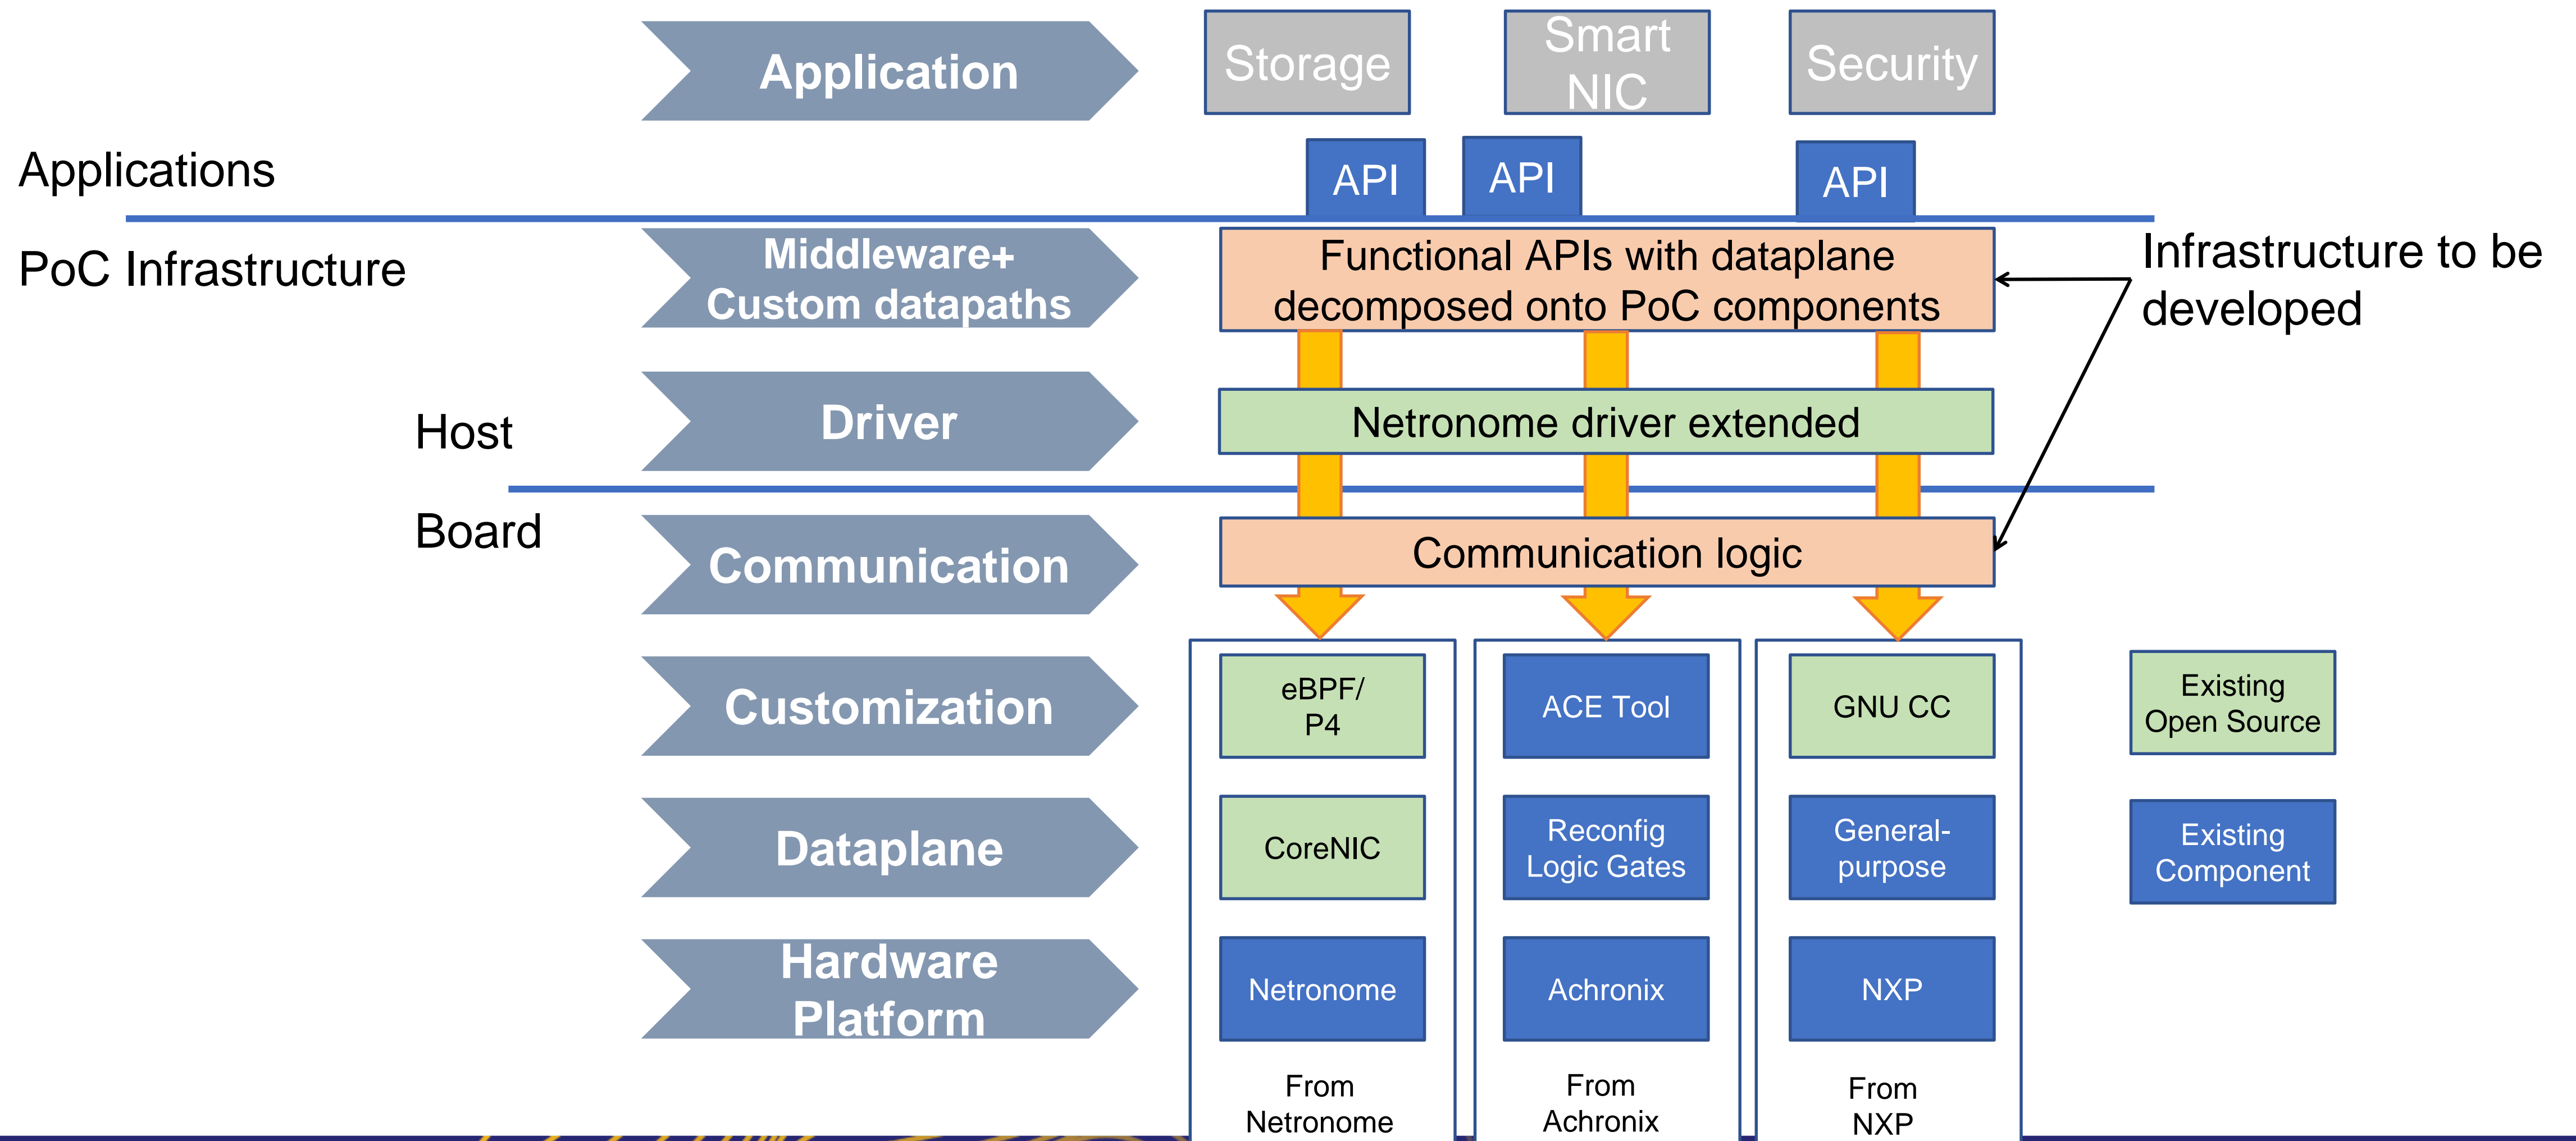 Application
Storage
Smart
NIC
Security
Applications
API
API
API
PoC Infrastructure
Middleware+
Custom datapaths
Functional APIs with dataplane
decomposed onto PoC components
Infrastructure to be
developed
Host
Driver
Netronome driver extended
Board
Communication
Communication logic
Customization
eBPF/
P4
ACE Tool
GNU CC
Existing
Open Source
Dataplane
CoreNIC
Reconfig
Logic Gates
General-
purpose
Existing
Component
Hardware
Platform
Netronome
Achronix
NXP
From
Netronome
From
Achronix
From
NXP